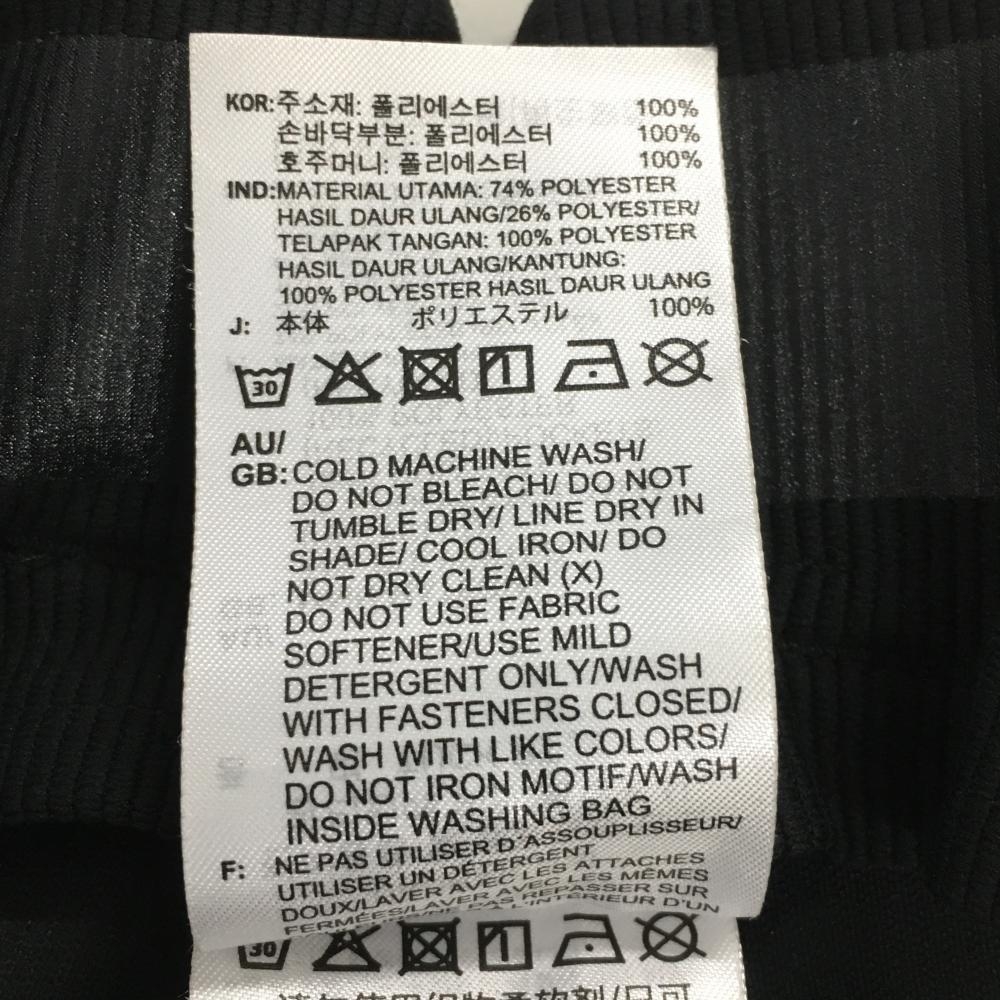 KOR:주소재: 폴리에스터 100%
손바닥부분: 폴리에스터 100%
호주머니: 폴리에스터 100%
IND:MATERIAL UTAMA: 74% POLYESTER
HASIL DAUR ULANG/26% POLYESTER/
TELAPAK TANGAN: 100% POLYESTER
HASIL DAUR ULANG/KANTUNG:
100% POLYESTER HASIL DAUR ULANG
J: 本体 ポリエステル 100%
30
AU/
GB:COLD MACHINE WASH/
DO NOT BLEACH/ DO NOT
TUMBLE DRY/ LINE DRY IN
SHADE/ COOL IRON/ DO
NOT DRY CLEAN (X)
DO NOT USE FABRIC
SOFTENER/USE MILD
DETERGENT ONLY/WASH
WITH FASTENERS CLOSED/
WASH WITH LIKE COLORS/
DO NOT IRON MOTIF/WASH
INSIDE WASHING BAG
F: NE PAS UTILISER D'ASSOUPLISSEUR/
UTILISER UN DÉTERGENT
DOUX/LAVER AVEC LES ATTACHES
FERMÉES/LAVER AVEC LES MÊMES
PAS REPASSER SUR
À L'INTÉRIEUR D'UN
30